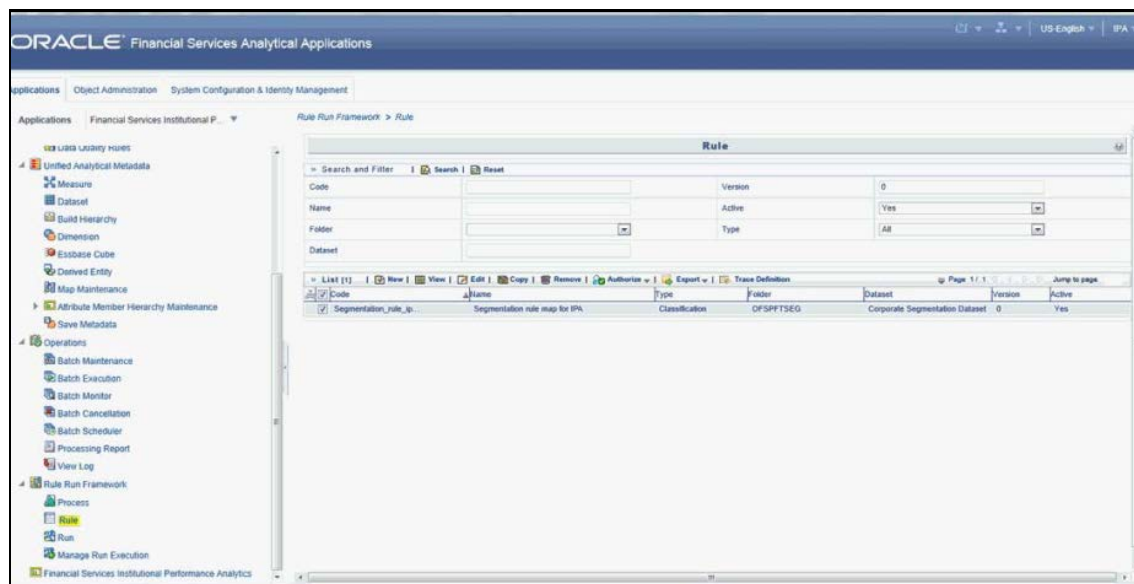 ORACLE Financial Services Analytical Applications
US-English
IPA
Applications Object Administration System Configuration & Identity Management
Applications Financial Services Institutional P...
Rule Run Framework > Rule
Data Quality Rules
Unified Analytical Metadata
Measure
Dataset
Build Hierarchy
Dimension
Essbase Cube
Derived Entity
Map Maintenance
Attribute Member Hierarchy Maintenance
Save Metadata
Operations
Batch Maintenance
Batch Execution
Batch Monitor
Batch Cancellation
Batch Scheduler
Processing Report
View Log
Rule Run Framework
Process
Rule
Run
Manage Run Execution
Financial Services Institutional Performance Analytics
Rule
Search and Filter | Search | Reset
Code Version 0
Name Active Yes
Folder Type All
Dataset
List [1] | New | View | Edit | Copy | Remove | Authorize | Export | Trace Definition Page 1 / 1 Jump to page
Code Name Type Folder Dataset Version Active
Segmentation_rule_ip... Segmentation rule map for IPA Classification OFSPFTSEG Corporate Segmentation Dataset 0 Yes